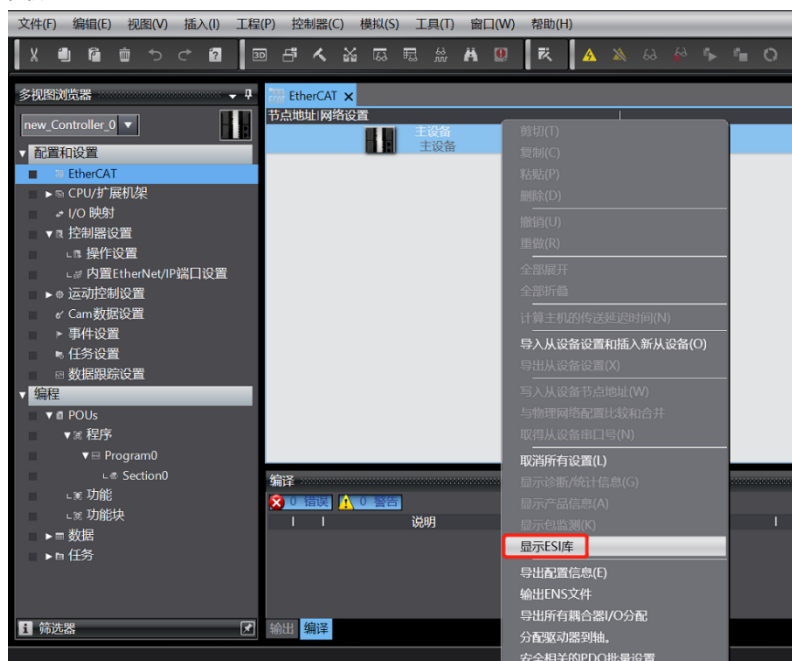 文件(F) 编辑(E) 视图(V) 插入(I) 工程(P) 控制器(C) 模拟(S) 工具(T) 窗口(W) 帮助(H)
多视图浏览器
new_Controller_0
配置和设置
EtherCAT
CPU/扩展机架
I/O 映射
控制器设置
操作设置
内置EtherNet/IP端口设置
运动控制设置
Cam数据设置
事件设置
任务设置
数据跟踪设置
编程
POUs
程序
Program0
Section0
功能
功能块
数据
任务
筛选器
EtherCAT
节点地址|网络设置
主设备
主设备
剪切(T)
复制(C)
粘贴(P)
删除(D)
撤销(U)
重做(R)
全部展开
全部折叠
计算主机的传送延迟时间(N)
导入从设备设置和插入新从设备(O)
导出从设备设置(X)
写入从设备节点地址(W)
与物理网络配置比较和合并
取得从设备串口号(N)
取消所有设置(L)
显示诊断/统计信息(G)
显示产品信息(A)
显示包监测(K)
显示ESI库
导出配置信息(E)
输出ENS文件
导出所有耦合器I/O分配
分配驱动器到轴。
安全相关的PDO批量设置
编译
0 错误 0 警告
说明
输出 编译